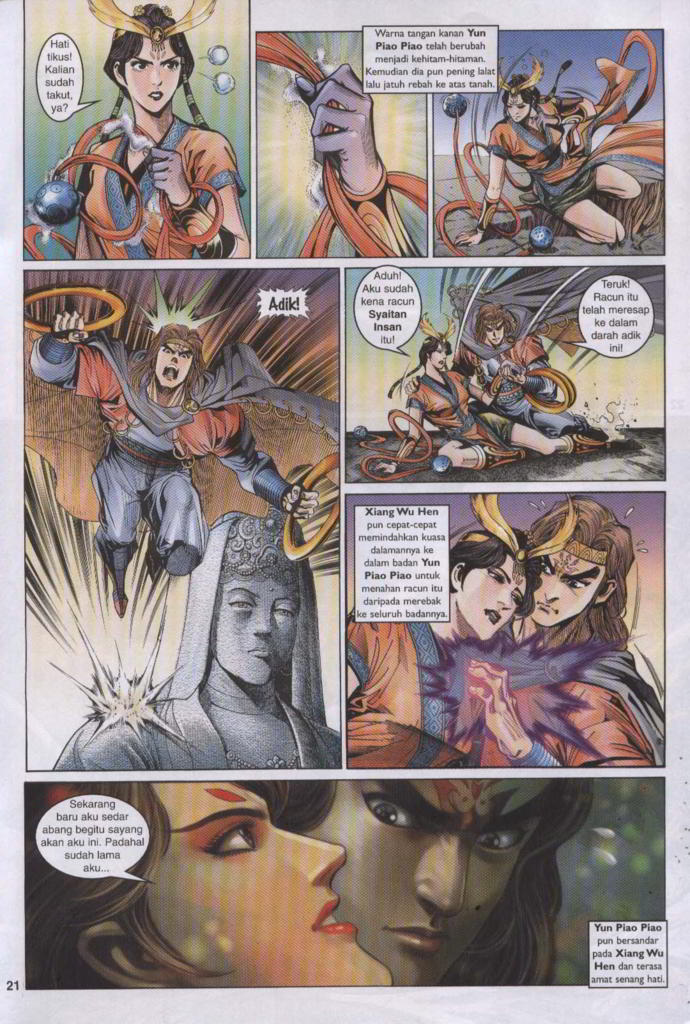 Hati
tikus!
Kalian
sudah
takut,
ya?
Warna tangan kanan Yun
Piao Piao telah berubah
menjadi kehitam-hitaman.
Kemudian dia pun pening lalat
lalu jatuh rebah ke atas tanah.
Adik!
Aduh!
Aku sudah
kena racun
Syaitan
Insan
itu!
Teruk!
Racun itu
telah meresap
ke dalam
darah adik
ini!
Xiang Wu Hen
pun cepat-cepat
memindahkan kuasa
dalamannya ke
dalam badan Yun
Piao Piao untuk
menahan racun itu
daripada merebak
ke seluruh badannya.
Sekarang
baru aku sedar
abang begitu sayang
akan aku ini. Padahal
sudah lama
aku...
Yun Piao Piao
pun bersandar
pada Xiang Wu
Hen dan terasa
amat senang hati.
21